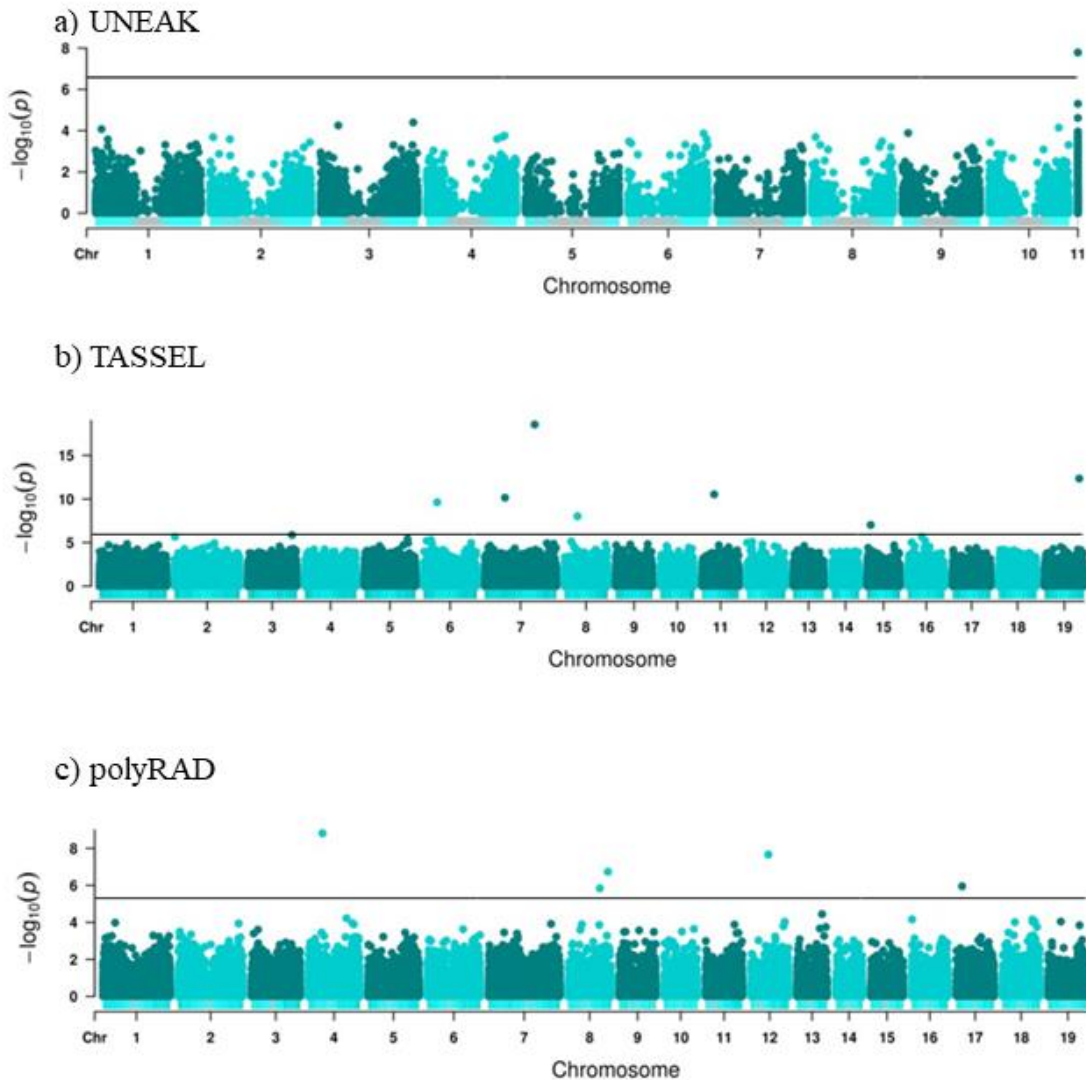 a) UNEAK
8
6
4
2
0
−log10(p)
Chr 1 2 3 4 5 6 7 8 9 10 11
Chromosome
b) TASSEL
15
10
5
0
−log10(p)
Chr 1 2 3 4 5 6 7 8 9 10 11 12 13 14 15 16 17 18 19
Chromosome
c) polyRAD
8
6
4
2
0
−log10(p)
Chr 1 2 3 4 5 6 7 8 9 10 11 12 13 14 15 16 17 18 19
Chromosome